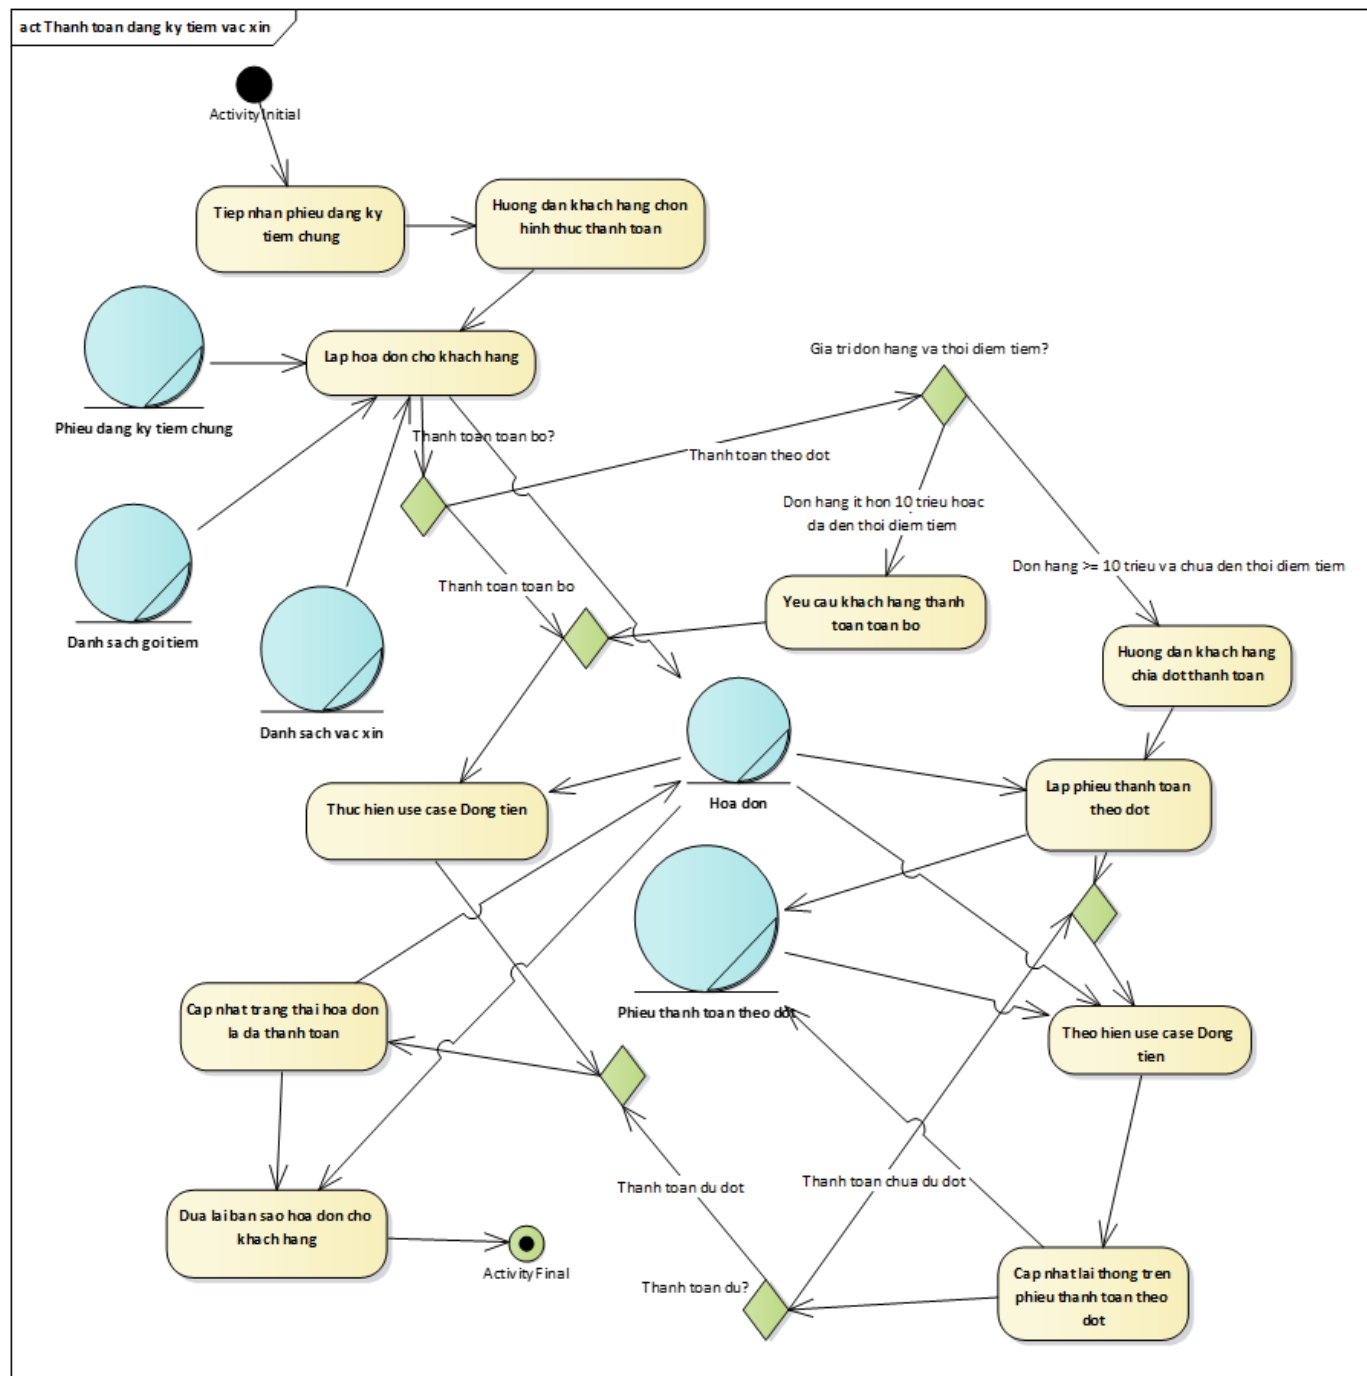 act Thanh toan dang ky tiem vac xin
Activity Initial
Tiep nhan phieu dang ky
tiem chung
Huong dan khach hang chon
hinh thuc thanh toan
Lap hoa don cho khach hang
Gia tri don hang va thoi diem tiem?
Phieu dang ky tiem chung
Thanh toan toan bo?
Thanh toan theo dot
Don hang it hon 10 trieu hoac
da den thoi diem tiem
Don hang >= 10 trieu va chua den thoi diem tiem
Thanh toan toan bo
Yeu cau khach hang thanh
toan toan bo
Danh sach goi tiem
Huong dan khach hang
chia dot thanh toan
Danh sach vac xin
Thuc hien use case Dong tien
Hoa don
Lap phieu thanh toan
theo dot
Cap nhat trang thai hoa don
la da thanh toan
Phieu thanh toan theo dot
Theo hien use case Dong
tien
Thanh toan du dot
Thanh toan chua du dot
Dua lai ban sao hoa don cho
khach hang
Activity Final
Thanh toan du?
Cap nhat lai thong tren
phieu thanh toan theo
dot